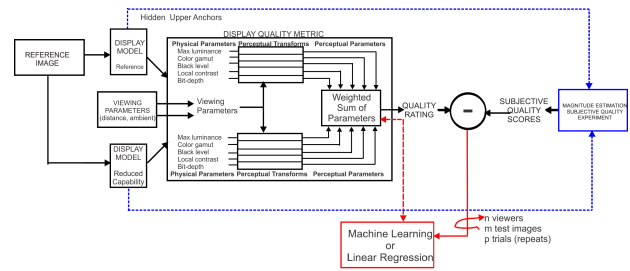 Hidden Upper Anchors
DISPLAY QUALITY METRIC
REFERENCE
IMAGE
DISPLAY
MODEL
Reference
Physical Parameters Perceptual Transforms Perceptual Parameters
Max luminance
Color gamut
Black level
Local contrast
Bit-depth
VIEWING
PARAMETERS
(distance, ambient)
Viewing
Parameters
Weighted
Sum of
Parameters
QUALITY
RATING
-
SUBJECTIVE
QUALITY
SCORES
MAGNITUDE ESTIMATION
SUBJECTIVE QUALITY
EXPERIMENT
DISPLAY
MODEL
Reduced
Capability
Max luminance
Color gamut
Black level
Local contrast
Bit-depth
Physical Parameters Perceptual Transforms Perceptual Parameters
n viewers
m test images
p trials (repeats)
Machine Learning
or
Linear Regression